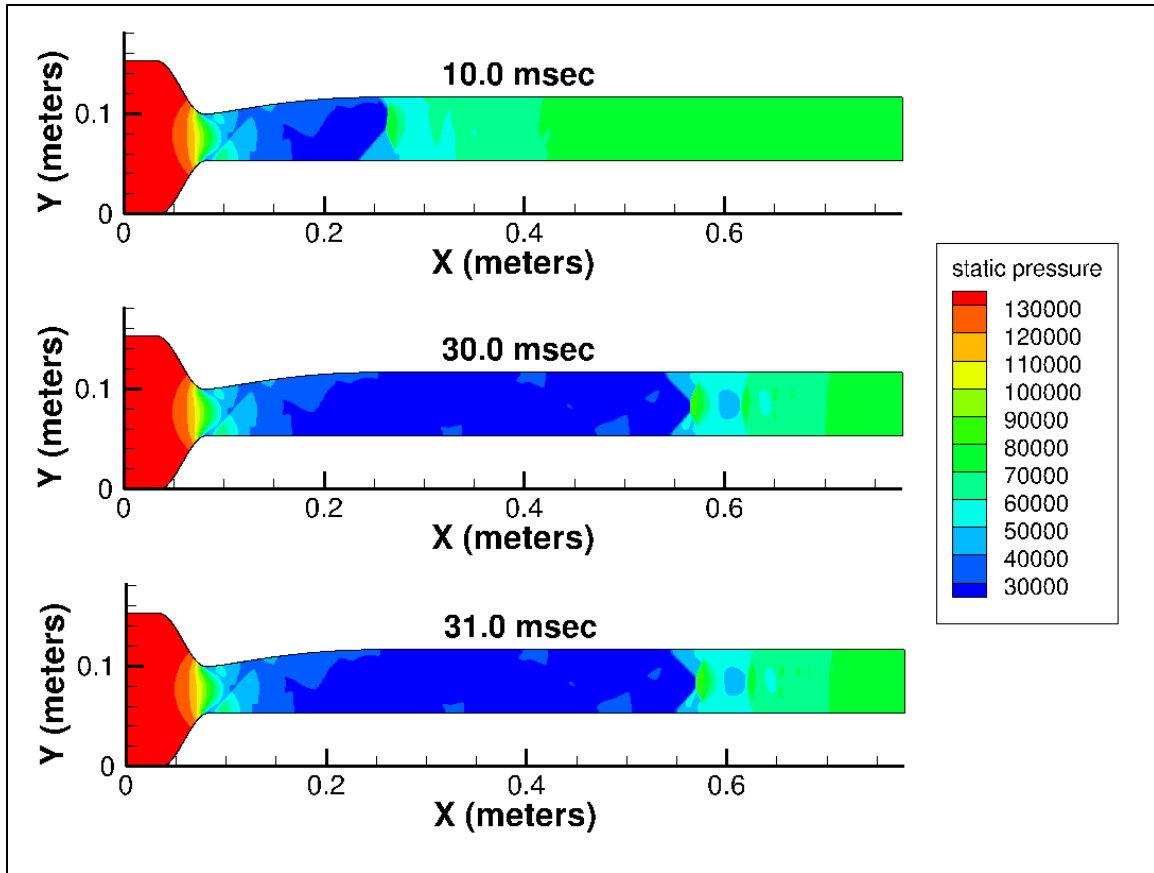 10.0 msec
0.1
0
Y (meters)
0 0.2 0.4 0.6
X (meters)
30.0 msec
0.1
0
Y (meters)
0 0.2 0.4 0.6
X (meters)
31.0 msec
0.1
0
Y (meters)
0 0.2 0.4 0.6
X (meters)
static pressure
130000
120000
110000
100000
90000
80000
70000
60000
50000
40000
30000